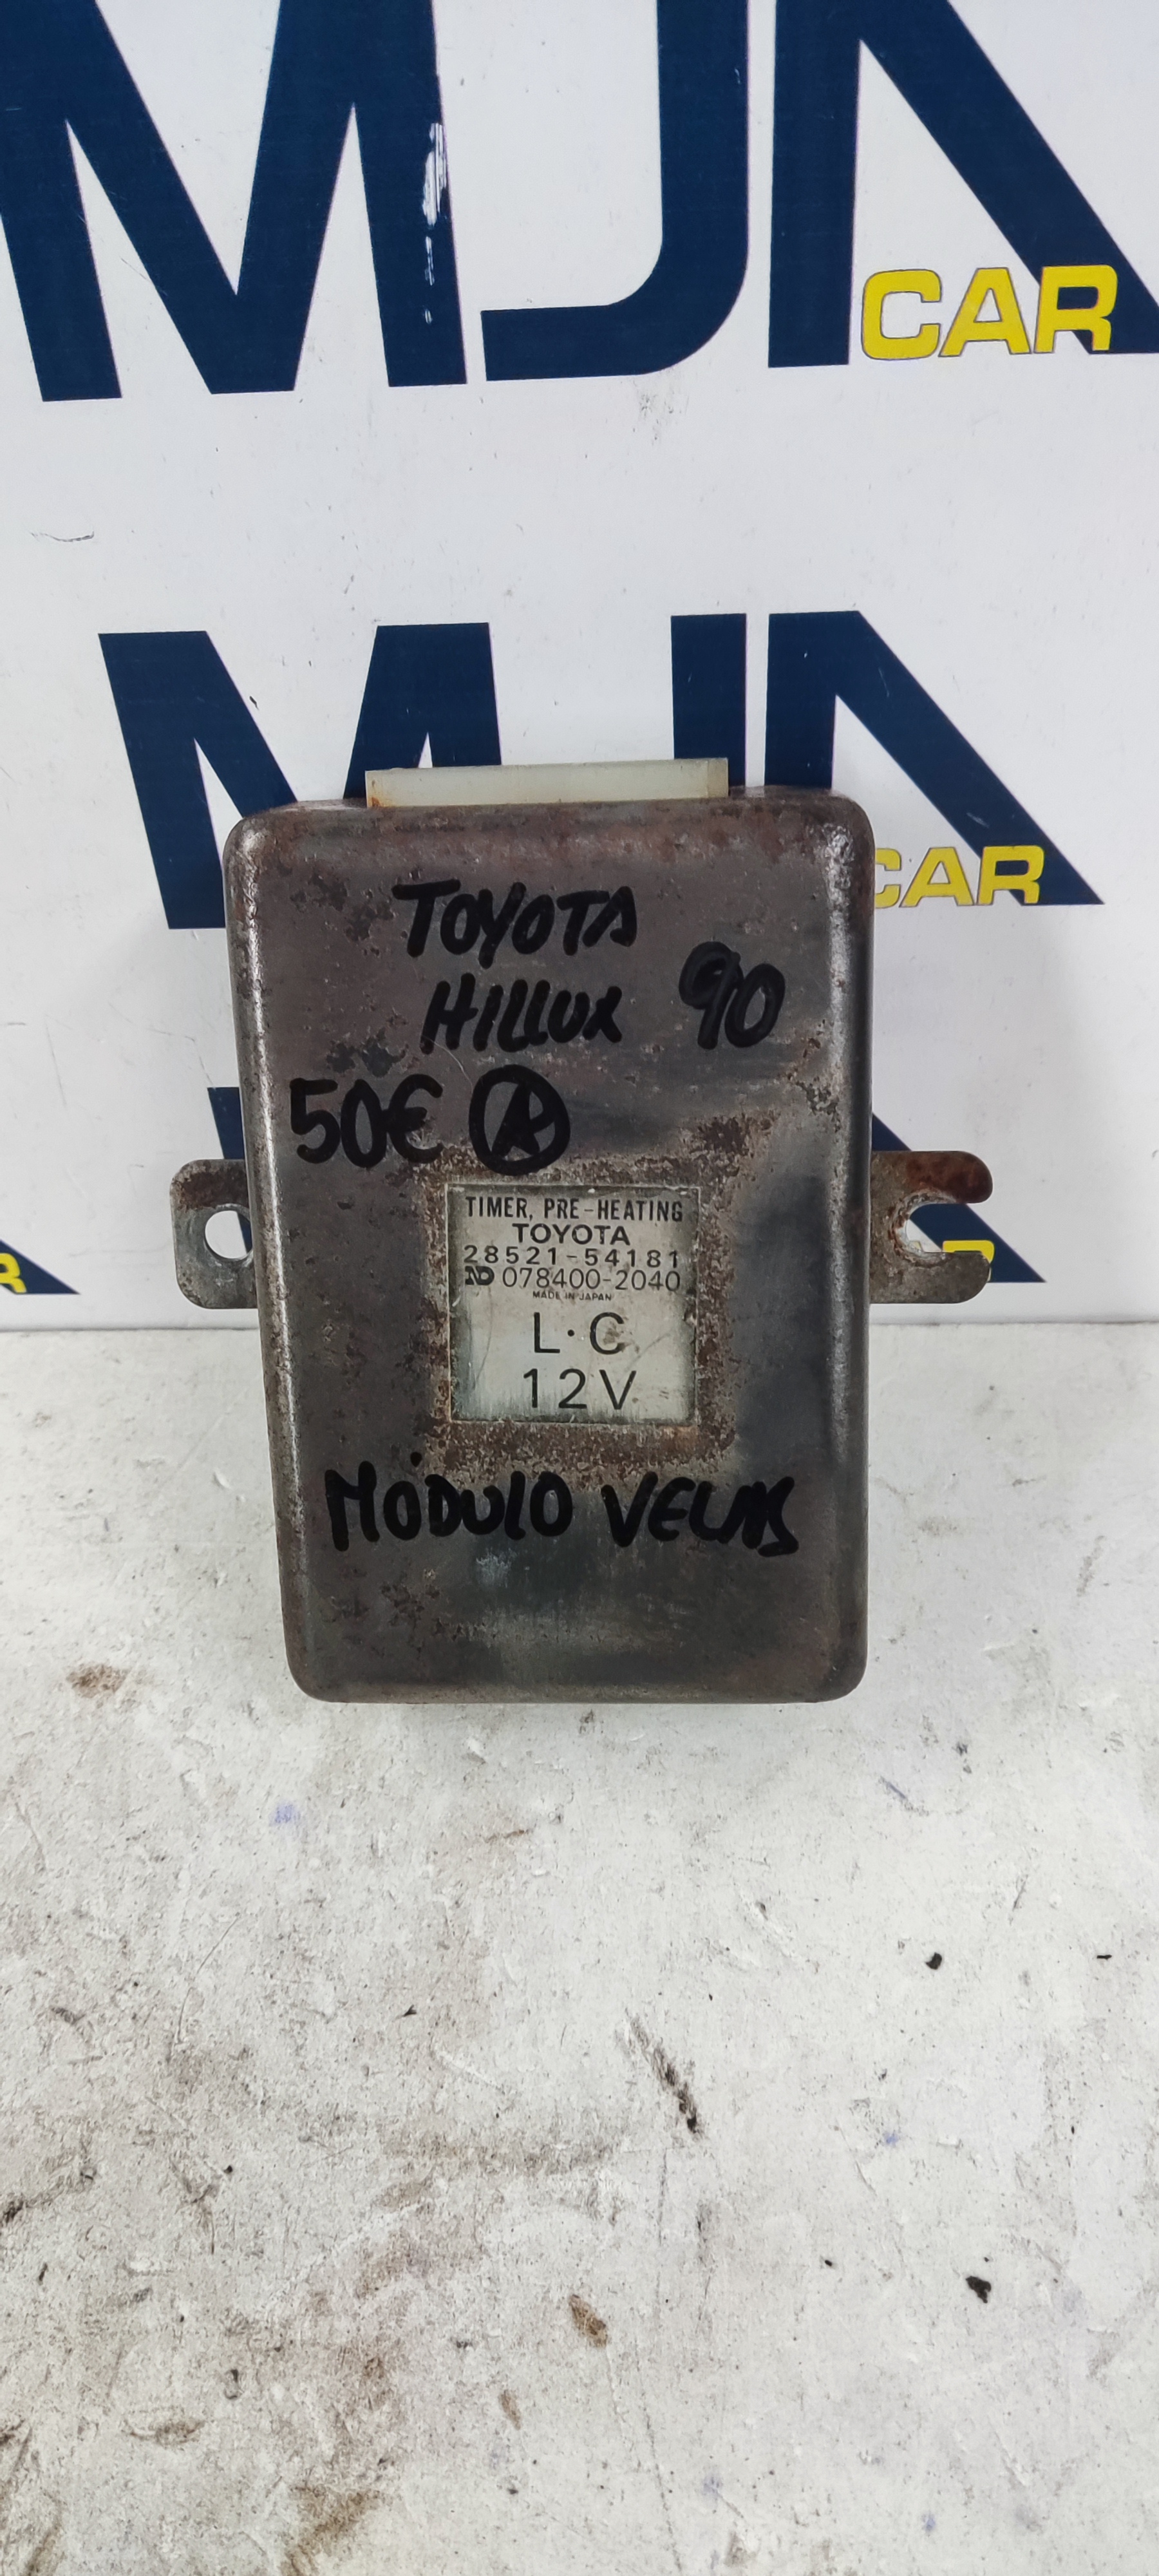 MJA
CAR
MJA
CAR
TOYOTA
HILLUX 90
50€ A
TIMER, PRE-HEATING
TOYOTA
28521-54181
ND 078400-2040
MADE IN JAPAN
L·C
12V
MÓDULO VELAS